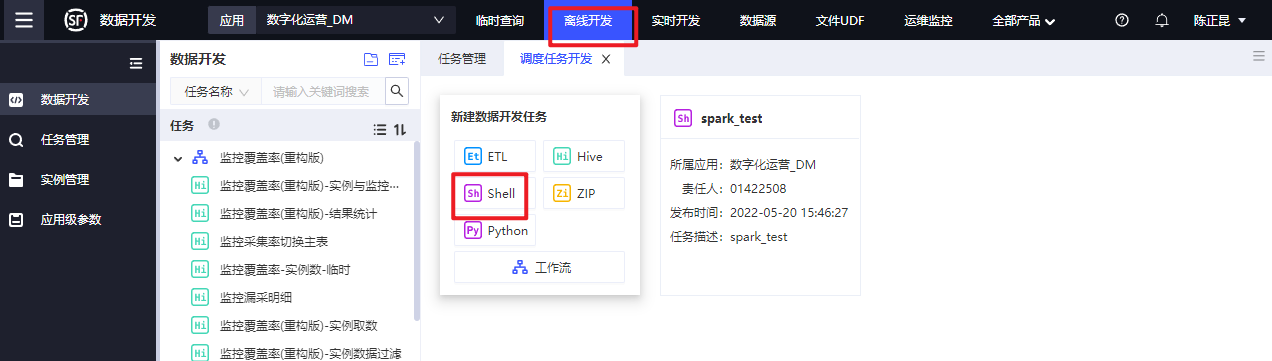 SF 数据开发 应用 数字化运营_DM 临时查询 离线开发 实时开发 数据源 文件UDF 运维监控 全部产品 陈正昆
数据开发
任务管理
实例管理
应用级参数
数据开发
任务名称 请输入关键词搜索
任务
监控覆盖率(重构版)
Hi 监控覆盖率(重构版)-实例与监控···
Hi 监控覆盖率(重构版)-结果统计
Hi 监控采集率切换主表
Hi 监控覆盖率-实例数-临时
Hi 监控漏采明细
Hi 监控覆盖率(重构版)-实例取数
Hi 监控覆盖率(重构版)-实例数据过滤
任务管理 调度任务开发
新建数据开发任务
Et ETL Hi Hive
Sh Shell Zi ZIP
Py Python
工作流
Sh spark_test
所属应用：数字化运营_DM
责任人：01422508
发布时间：2022-05-20 15:46:27
任务描述：spark_test